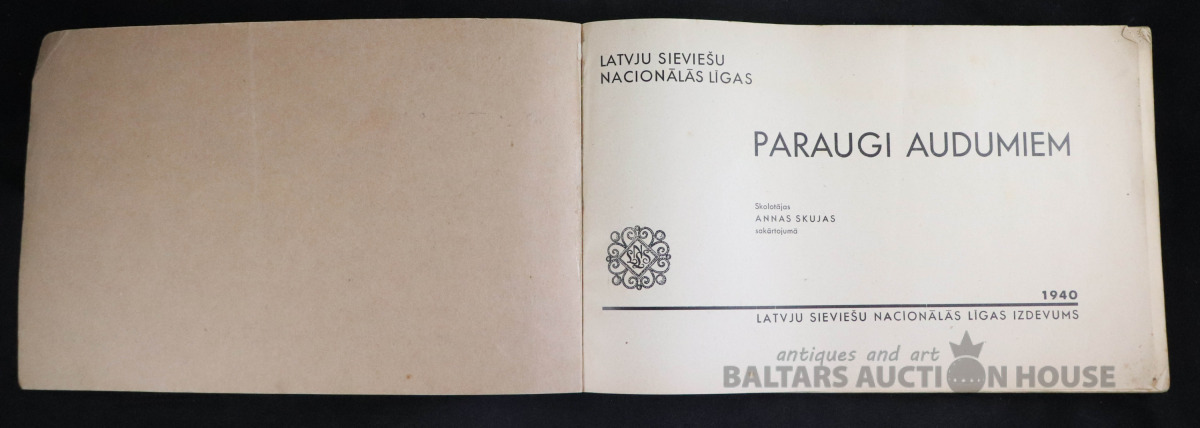 LATVJU SIEVIEŠU
NACIONĀLĀS LĪGAS
PARAUGI AUDUMIEM
Skolotājas
ANNAS SKUJAS
sakārtojumā
1940
LATVJU SIEVIEŠU NACIONĀLĀS LĪGAS IZDEVUMS
antiques and art
BALTARS AUCTION HOUSE